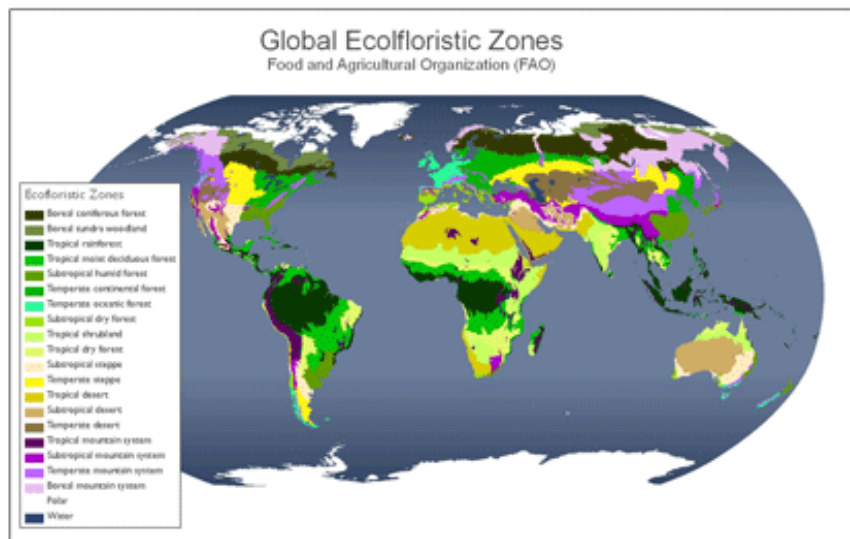 Global Ecolfloristic Zones
Food and Agricultural Organization (FAO)
Ecofloristic Zones
Boreal coniferous forest
Boreal tundra woodland
Tropical rainforest
Tropical moist deciduous forest
Subtropical humid forest
Temperate continental forest
Temperate oceanic forest
Subtropical dry forest
Tropical shrubland
Tropical dry forest
Subtropical steppe
Temperate steppe
Tropical desert
Subtropical desert
Temperate desert
Tropical mountain system
Subtropical mountain system
Temperate mountain system
Boreal mountain system
Polar
Water